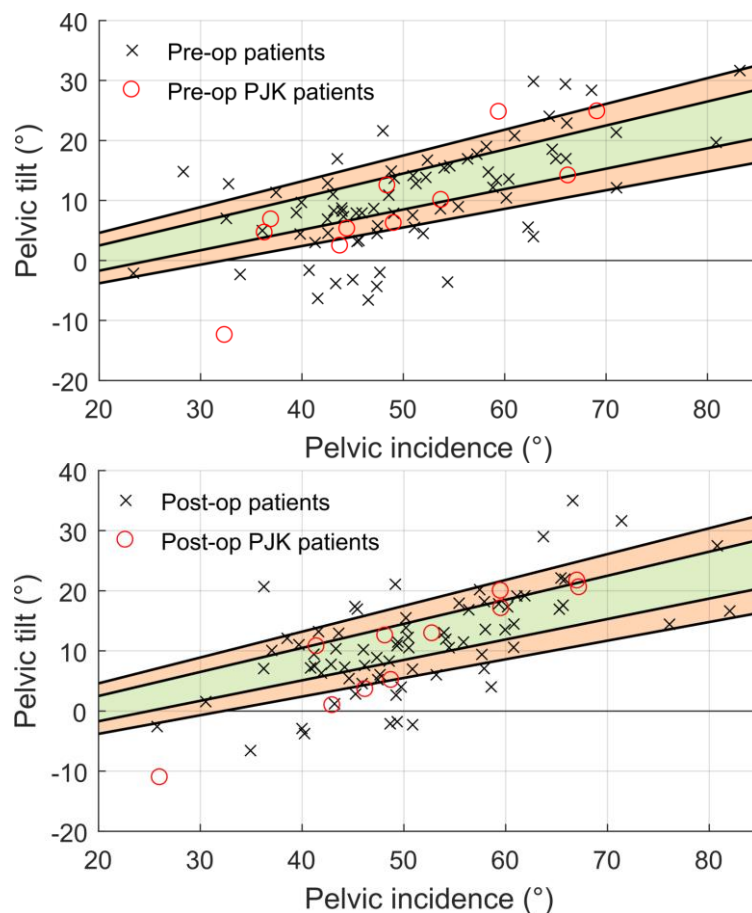 40
30
20
10
0
-10
-20
Pelvic tilt (°)
Pre-op patients
Pre-op PJK patients
20 30 40 50 60 70 80
Pelvic incidence (°)
40
30
20
10
0
-10
-20
Pelvic tilt (°)
Post-op patients
Post-op PJK patients
20 30 40 50 60 70 80
Pelvic incidence (°)